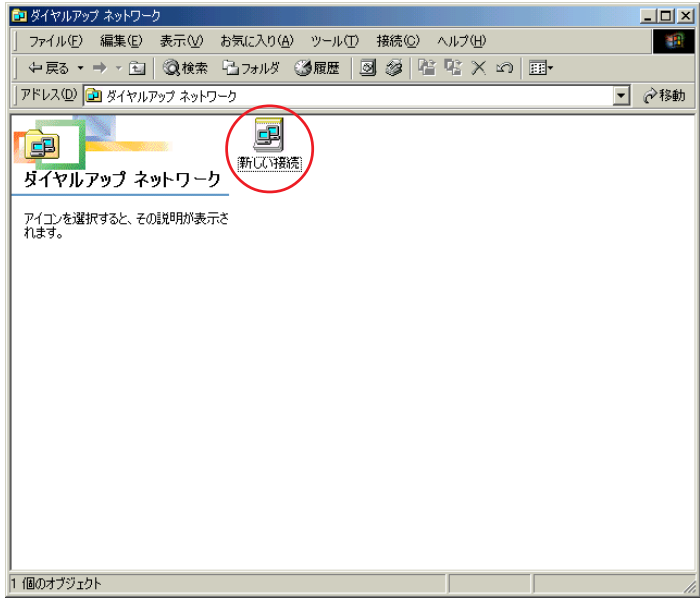 ダイヤルアップ ネットワーク
ファイル(F) 編集(E) 表示(V) お気に入り(A) ツール(T) 接続(C) ヘルプ(H)
戻る 検索 フォルダ 履歴
アドレス(D) ダイヤルアップ ネットワーク 移動
新しい接続
ダイヤルアップ ネットワーク
アイコンを選択すると、その説明が表示さ
れます。
1 個のオブジェクト